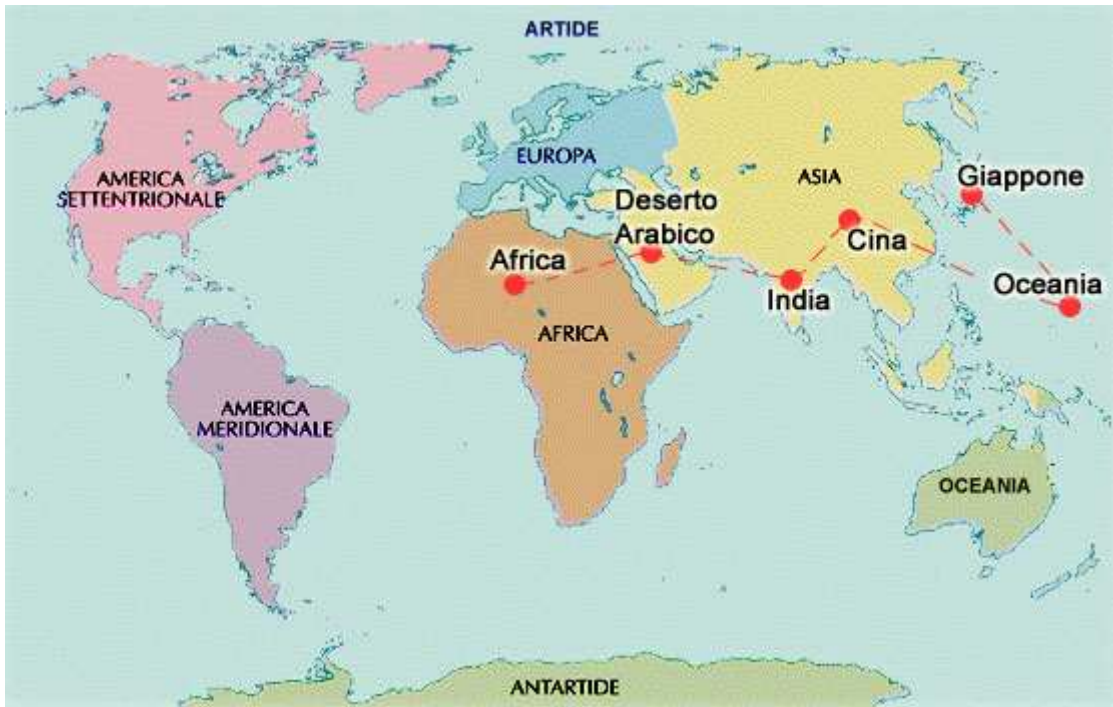 ARTIDE
AMERICA
SETTENTRIONALE
EUROPA
ASIA
Giappone
Deserto
Arabico
Africa
Cina
India
Oceania
AFRICA
AMERICA
MERIDIONALE
OCEANIA
ANTARTIDE